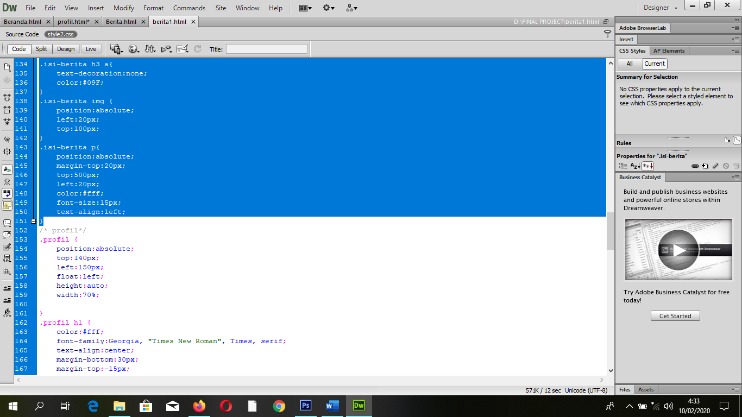 Dw File Edit View Insert Modify Format Commands Site Window Help Designer
Beranda.html profil.html* Berita.html berita1.html D:\FINAL PROJECT\berita1.html
Source Code style2.css
Code Split Design Live Title:
134 .isi-berita h3 a{
135 text-decoration:none;
136 color:#09F;
137 }
138 .isi-berita img {
139 position:absolute;
140 left:20px;
141 top:100px;
142 }
143 .isi-berita p{
144 position:absolute;
145 margin-top:20px;
146 top:500px;
147 left:20px;
148 color:#fff;
149 font-size:15px;
150 text-align:left;
151 }
152 /* profil*/
153 .profil {
154 position:absolute;
155 top:140px;
156 left:150px;
157 float:left;
158 height:auto;
159 width:70%;
160
161 }
162 .profil h1 {
163 color:#fff;
164 font-family:Georgia, "Times New Roman", Times, serif;
165 text-align:center;
166 margin-bottom:30px;
167 margin-top:-15px;
571K / 12 sec Unicode (UTF-8)
Adobe BrowserLab
Insert
CSS Styles AP Elements
All Current
Summary for Selection
No CSS properties apply to the current
selection. Please select a styled element to
see which CSS properties apply.
Rules
Properties for ".isi-berita"
Business Catalyst
Build and publish business websites
and powerful online stores within
Dreamweaver
Try Adobe Business Catalyst for free
today!
Get Started
Files Assets
Ps Dw
4:33
10/02/2020